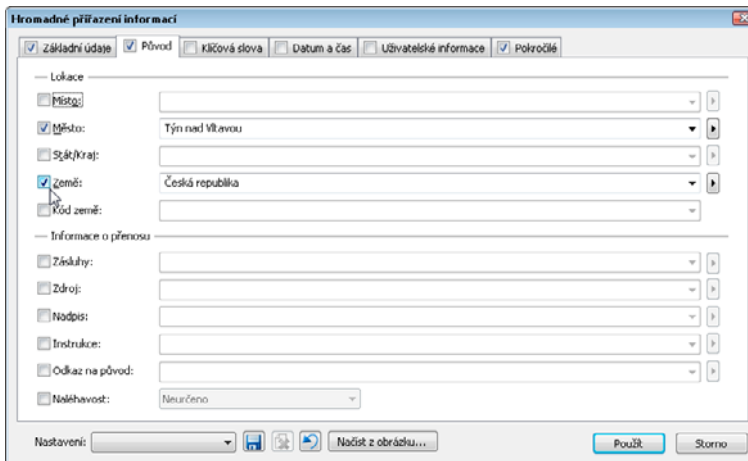 Hromadné přiřazení informací
Základní údaje Původ Klíčová slova Datum a čas Uživatelské informace Pokročilé
Lokace
Místo:
Město: Týn nad Vltavou
Stát/Kraj:
Země: Česká republika
Kód země:
Informace o přenosu
Zásluhy:
Zdroj:
Nadpis:
Instrukce:
Odkaz na původ:
Naléhavost: Neurčeno
Nastavení: Načíst z obrázku... Použít Storno